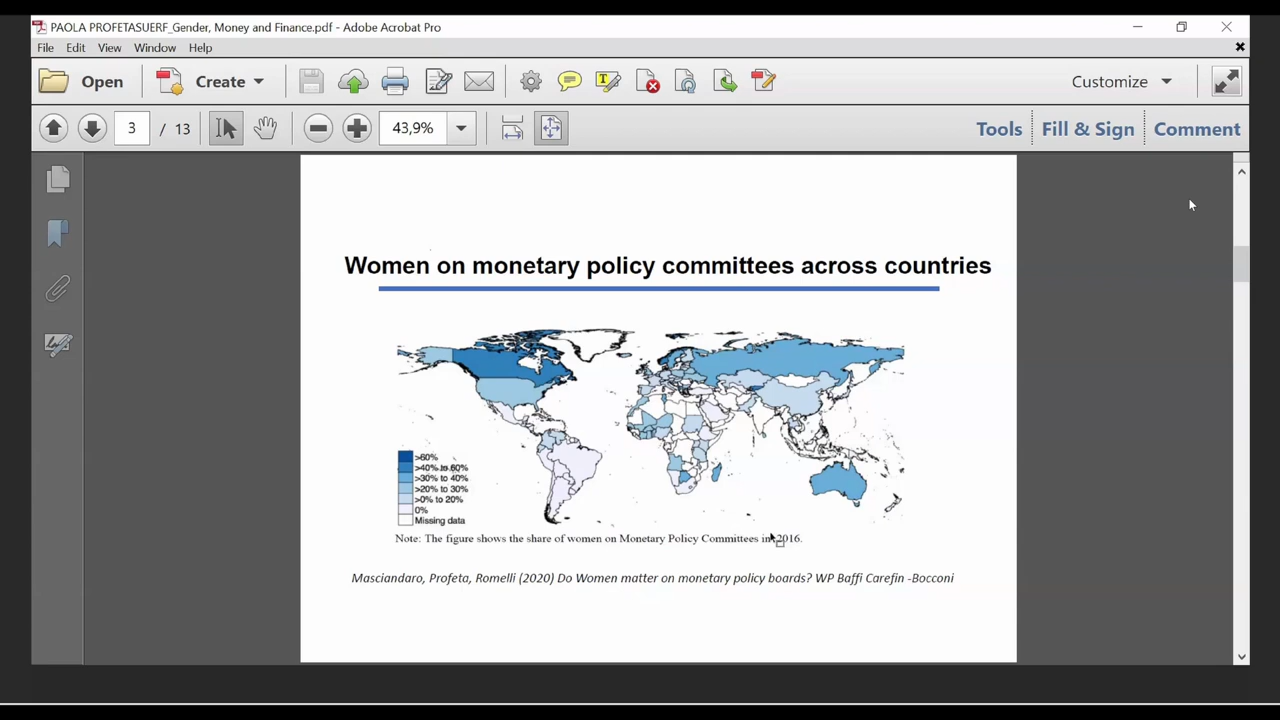 PAOLA PROFETASUERF_Gender, Money and Finance.pdf - Adobe Acrobat Pro
File Edit View Window Help
Open Create Customize
3 / 13 43,9% Tools Fill & Sign Comment
Women on monetary policy committees across countries
>60%
>40% to 60%
>30% to 40%
>20% to 30%
>0% to 20%
0%
Missing data
Note: The figure shows the share of women on Monetary Policy Committees in 2016.
Masciandaro, Profeta, Romelli (2020) Do Women matter on monetary policy boards? WP Baffi Carefin -Bocconi